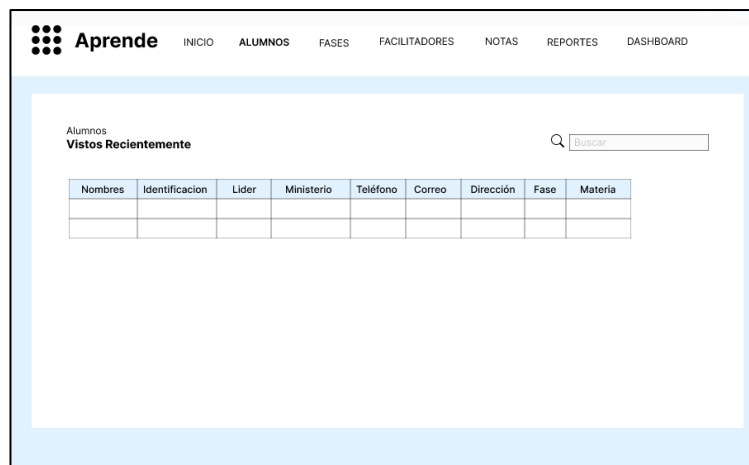 Aprende INICIO ALUMNOS FASES FACILITADORES NOTAS REPORTES DASHBOARD
Alumnos
Vistos Recientemente
Buscar
Nombres Identificacion Lider Ministerio Teléfono Correo Dirección Fase Materia